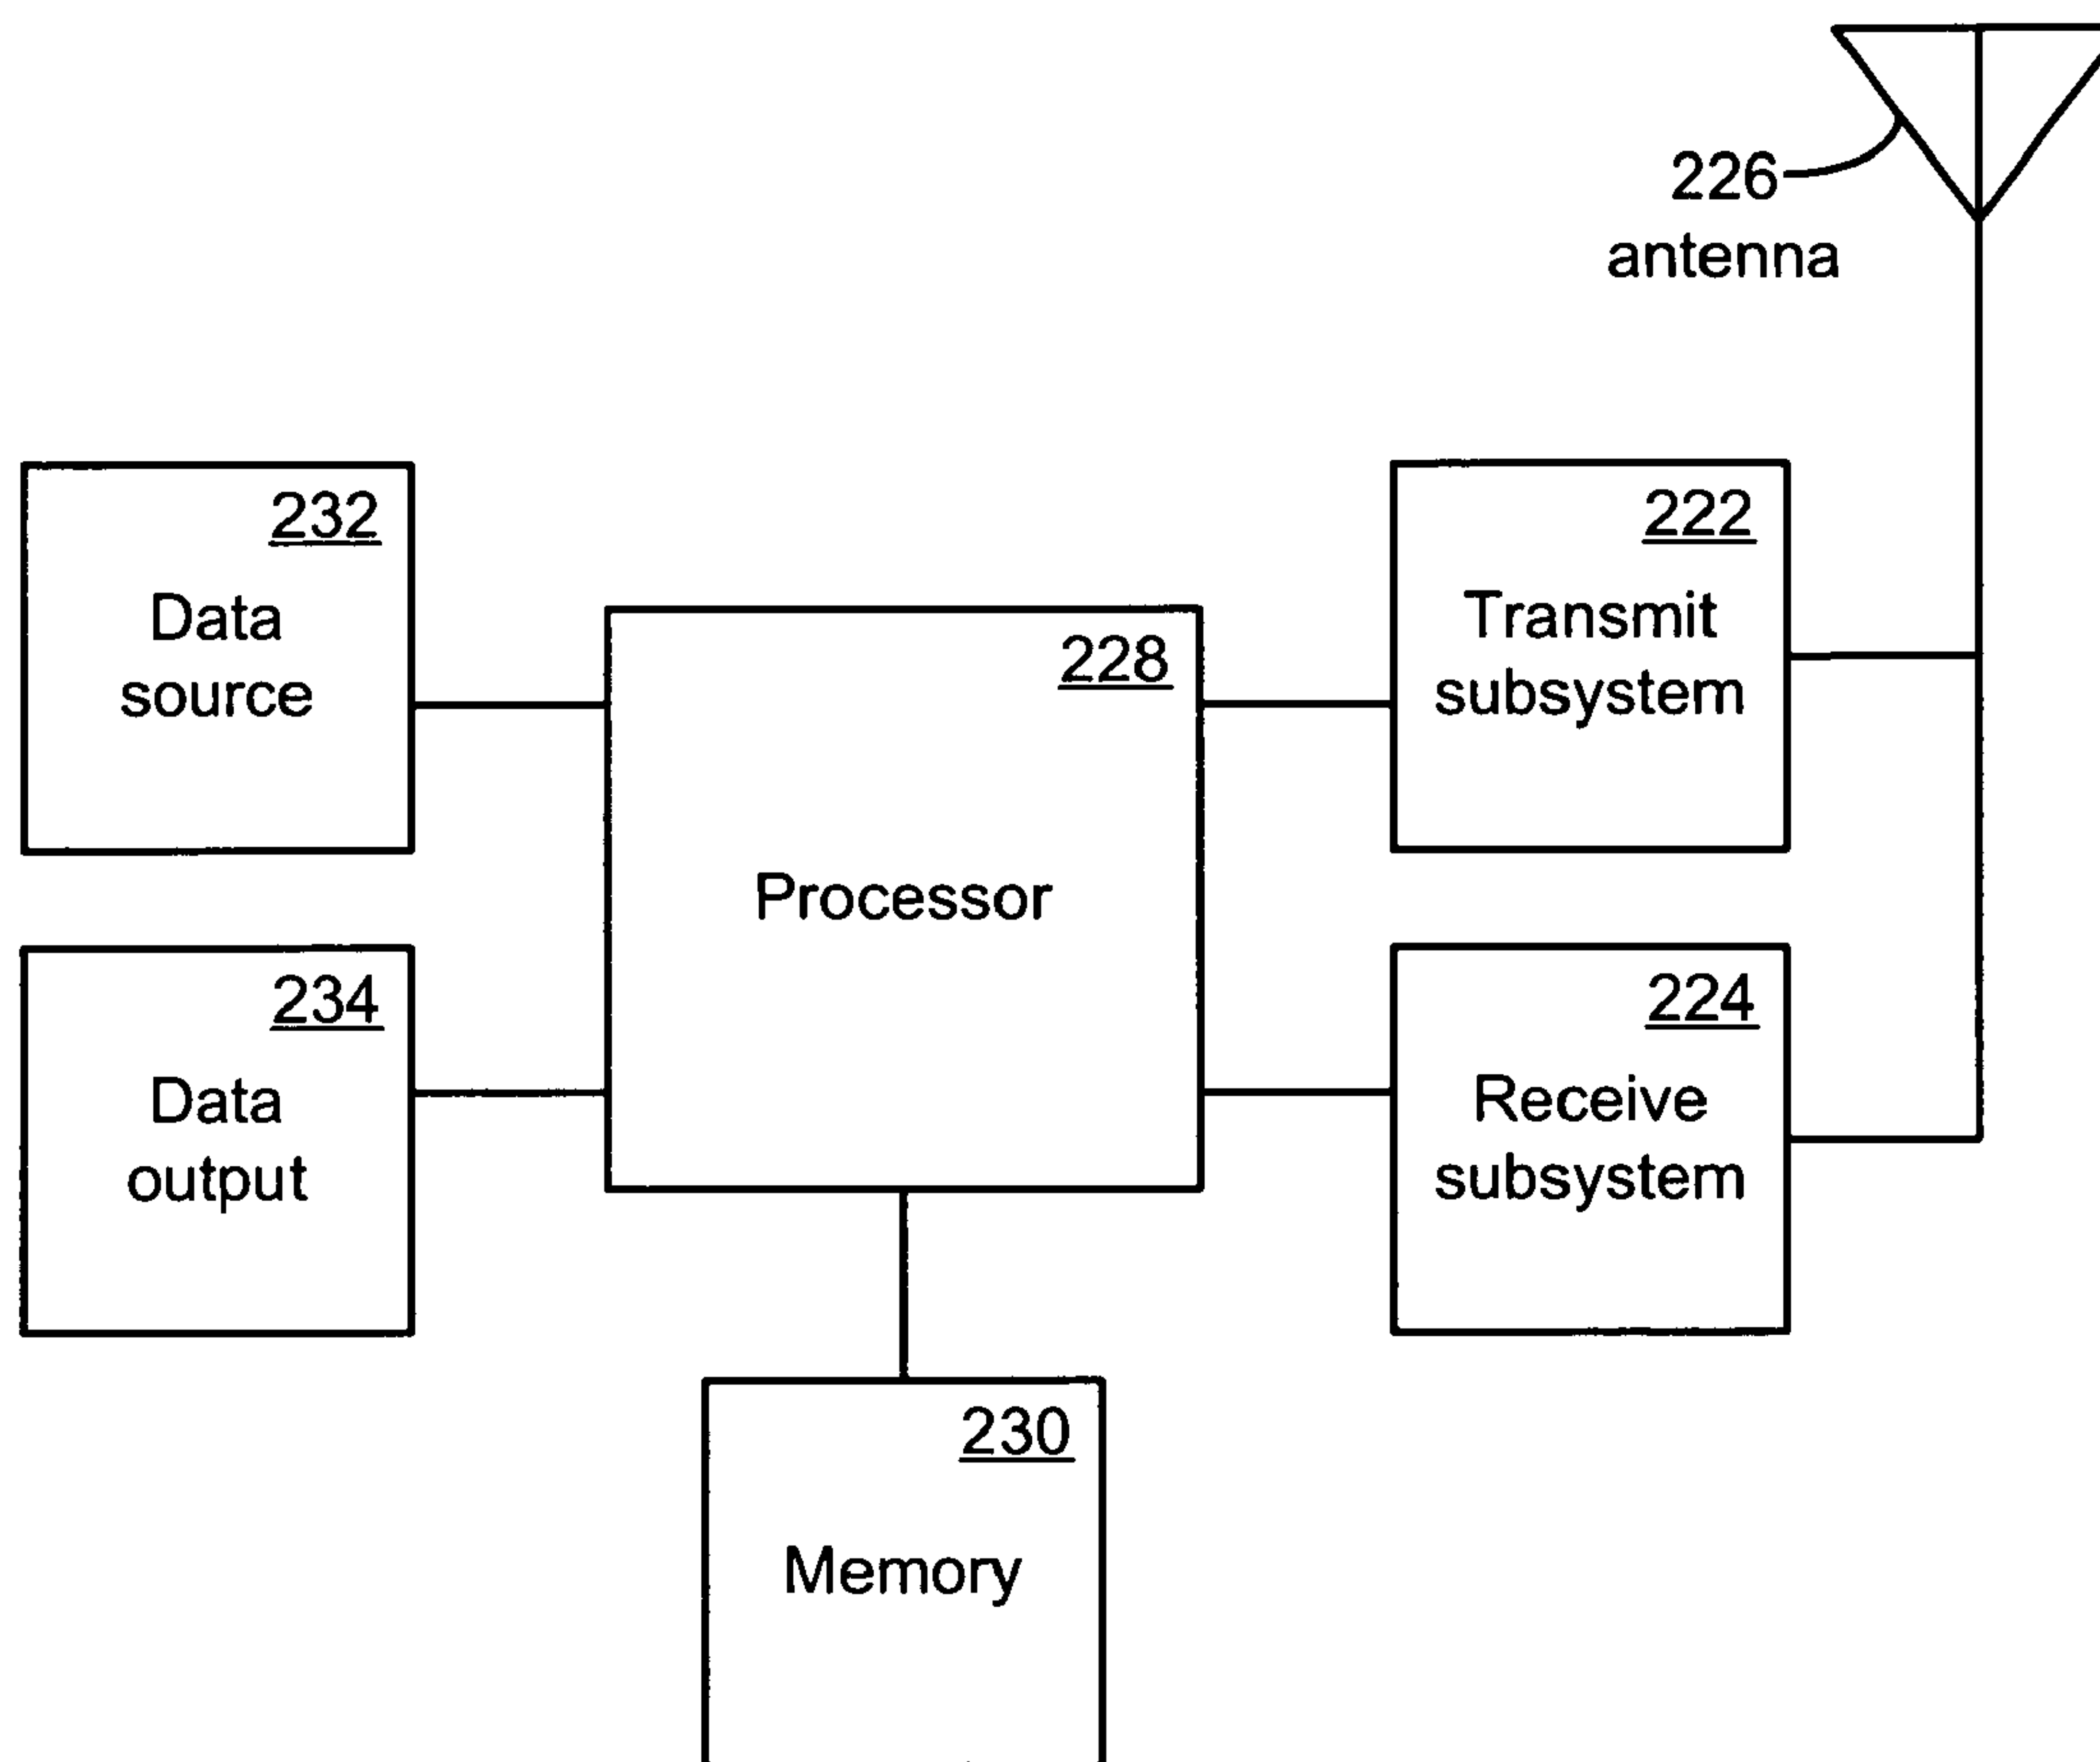 226
antenna
232
Data
source
228
Processor
222
Transmit
subsystem
234
Data
output
224
Receive
subsystem
230
Memory